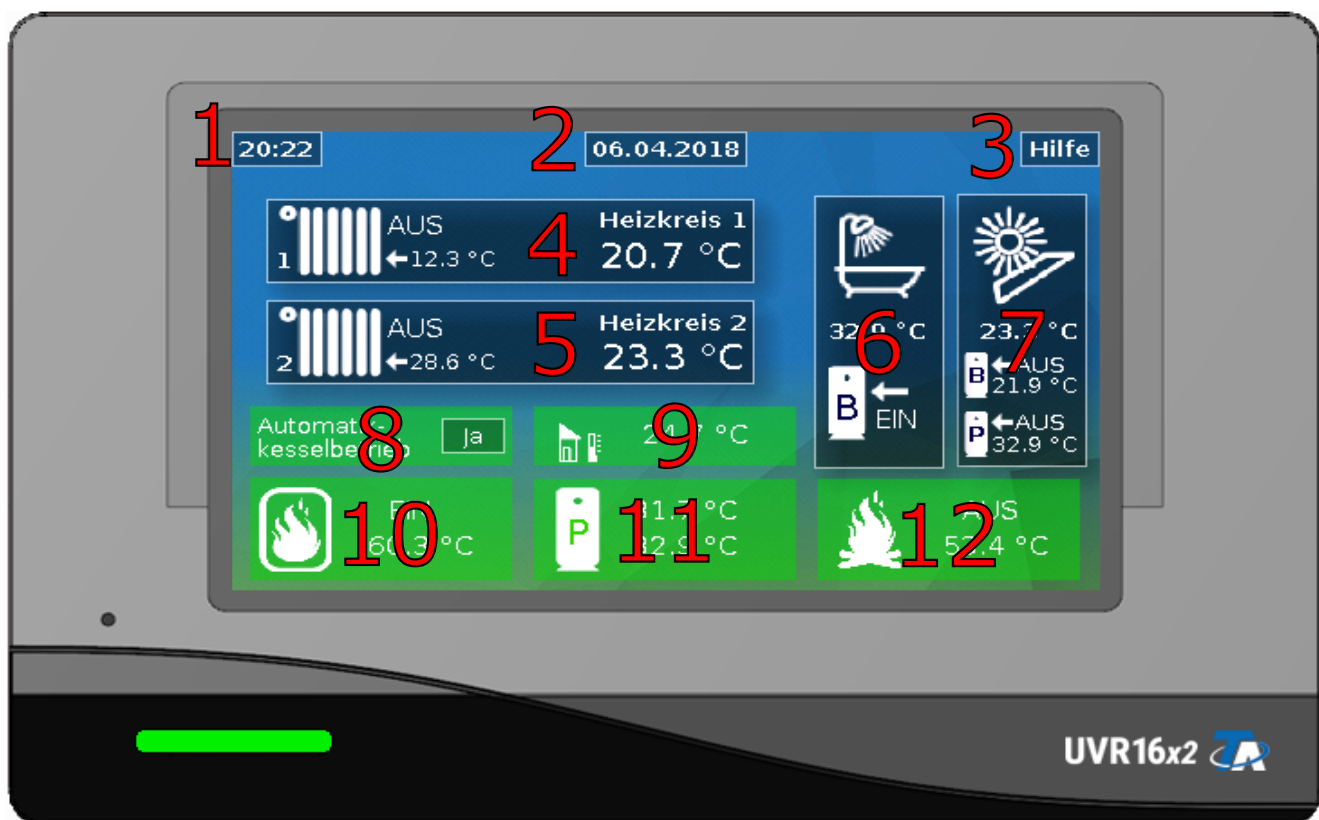 1
20:22
2
06.04.2018
3
Hilfe
1
AUS
12.3 °C
4
Heizkreis 1
20.7 °C
2
AUS
28.6 °C
5
Heizkreis 2
23.3 °C
6
°C
B
EIN
7
°C
B
AUS
21.9 °C
P
AUS
32.9 °C
8
Ja
9
°C
10
°C
P
11
°C
°C
12
°C
UVR16x2 TA